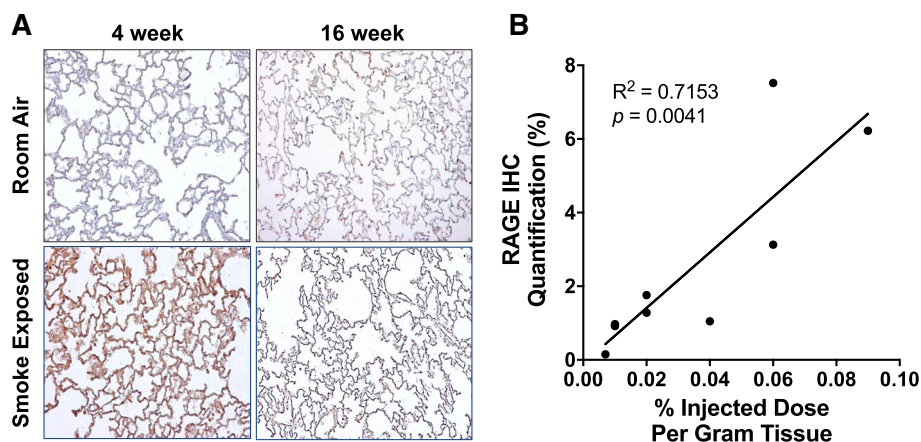 A
4 week
16 week
Room Air
Smoke Exposed
B
R² = 0.7153
p = 0.0041
RAGE IHC
Quantification (%)
8
6
4
2
0
0.00 0.02 0.04 0.06 0.08 0.10
% Injected Dose
Per Gram Tissue